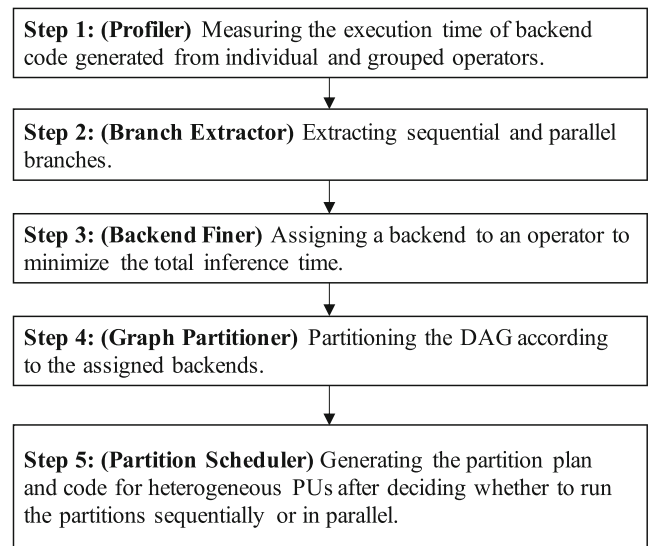 Step 1: (Profiler) Measuring the execution time of backend
code generated from individual and grouped operators.
Step 2: (Branch Extractor) Extracting sequential and parallel
branches.
Step 3: (Backend Finer) Assigning a backend to an operator to
minimize the total inference time.
Step 4: (Graph Partitioner) Partitioning the DAG according
to the assigned backends.
Step 5: (Partition Scheduler) Generating the partition plan
and code for heterogeneous PUs after deciding whether to run
the partitions sequentially or in parallel.